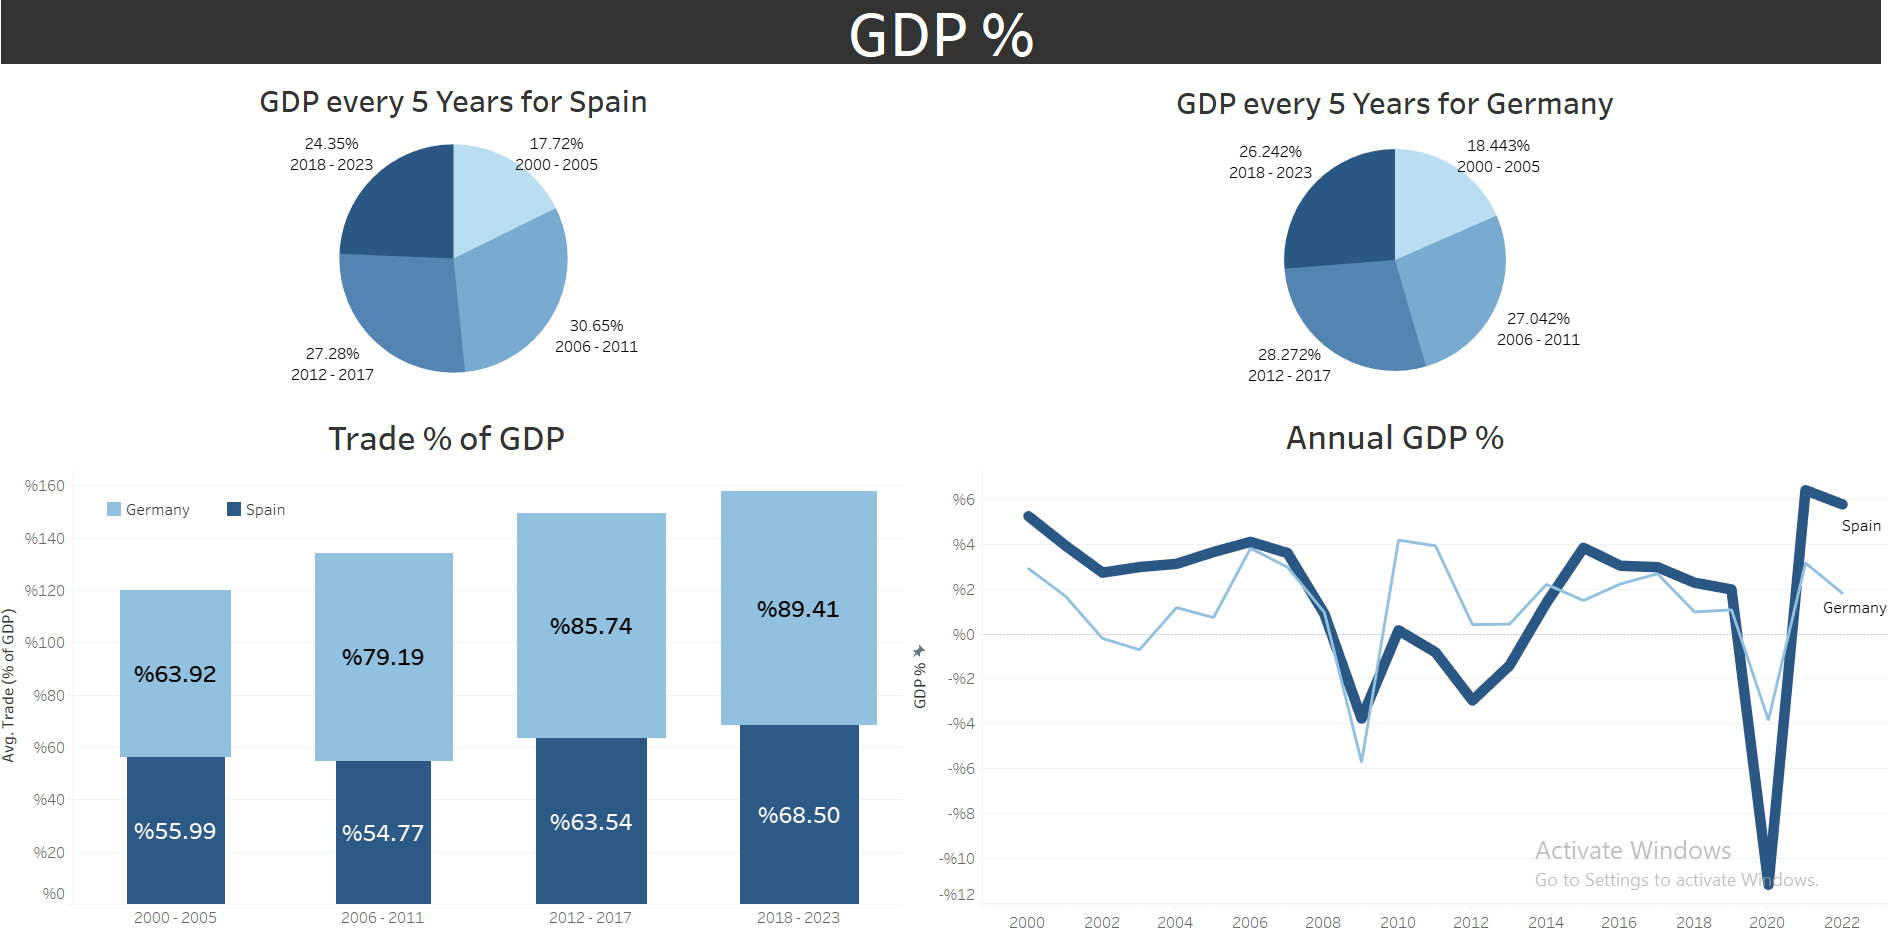 GDP %
GDP every 5 Years for Spain
24.35%
2018 - 2023
17.72%
2000 - 2005
30.65%
2006 - 2011
27.28%
2012 - 2017
GDP every 5 Years for Germany
26.242%
2018 - 2023
18.443%
2000 - 2005
27.042%
2006 - 2011
28.272%
2012 - 2017
Trade % of GDP
Avg. Trade (% of GDP)
%160
%140
%120
%100
%80
%60
%40
%20
%0
Germany
Spain
%63.92
%79.19
%85.74
%89.41
%55.99
%54.77
%63.54
%68.50
2000 - 2005
2006 - 2011
2012 - 2017
2018 - 2023
Annual GDP %
GDP %
%6
%4
%2
%0
-%2
-%4
-%6
-%8
-%10
-%12
Spain
Germany
2000
2002
2004
2006
2008
2010
2012
2014
2016
2018
2020
2022
Activate Windows
Go to Settings to activate Windows.